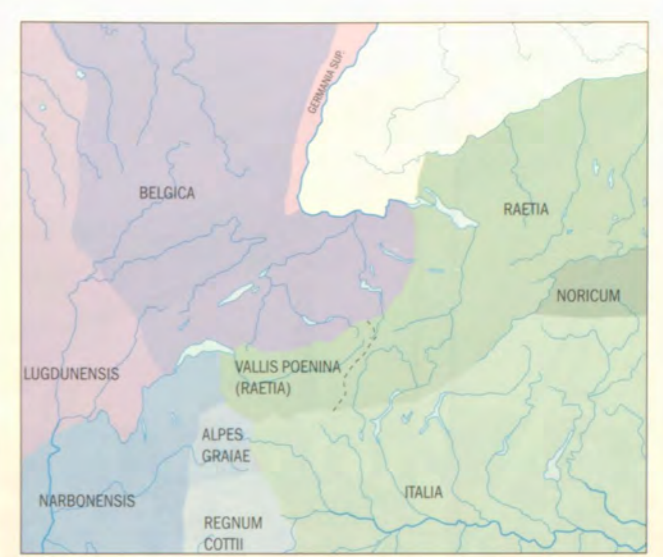 GERMANIA SUP.
BELGICA
RAETIA
NORICUM
LUGDUNENSIS
VALLIS POENINA
(RAETIA)
ALPES
GRAIAE
NARBONENSIS
ITALIA
REGNUM
COTTII